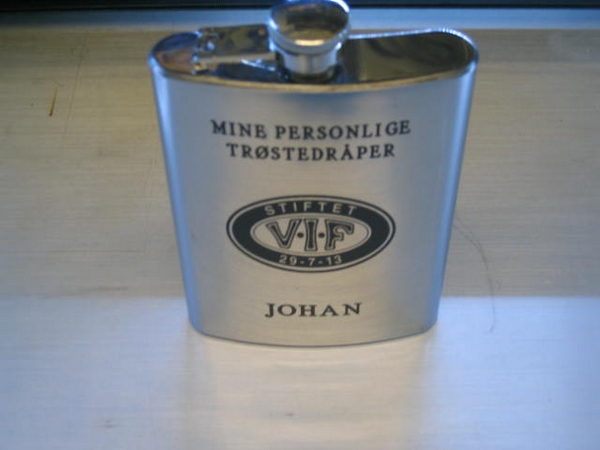 MINE PERSONLIGE
TRØSTEDRÅPER
STIFTET
V·I·F
29-7-13
JOHAN